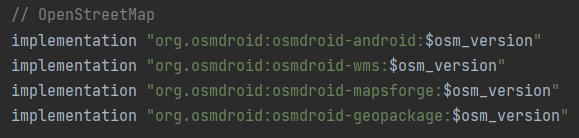 // OpenStreetMap
implementation "org.osmdroid:osmdroid-android:$osm_version"
implementation "org.osmdroid:osmdroid-wms:$osm_version"
implementation "org.osmdroid:osmdroid-mapsforge:$osm_version"
implementation "org.osmdroid:osmdroid-geopackage:$osm_version"